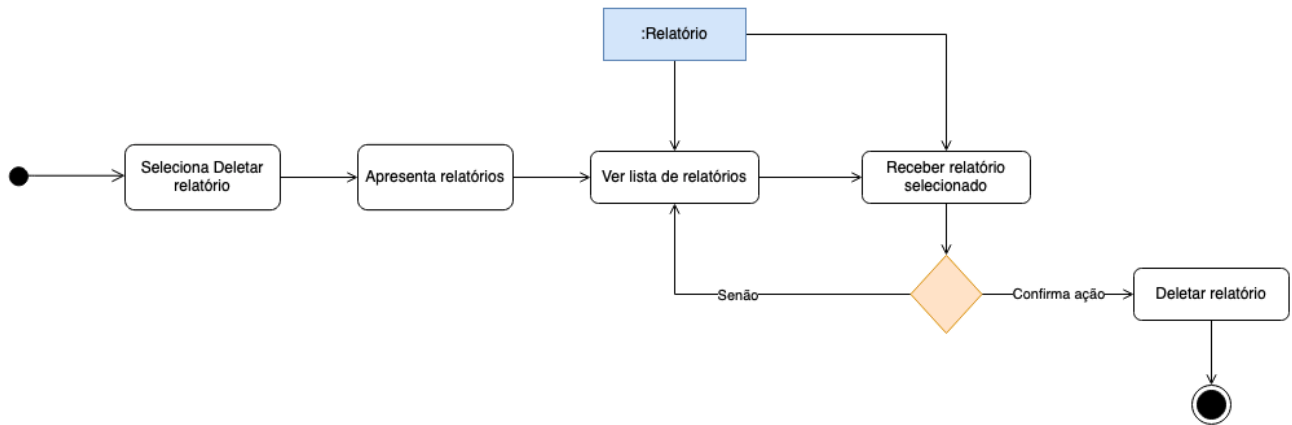 :Relatório
Seleciona Deletar
relatório
Apresenta relatórios
Ver lista de relatórios
Receber relatório
selecionado
Senão
Confirma ação
Deletar relatório